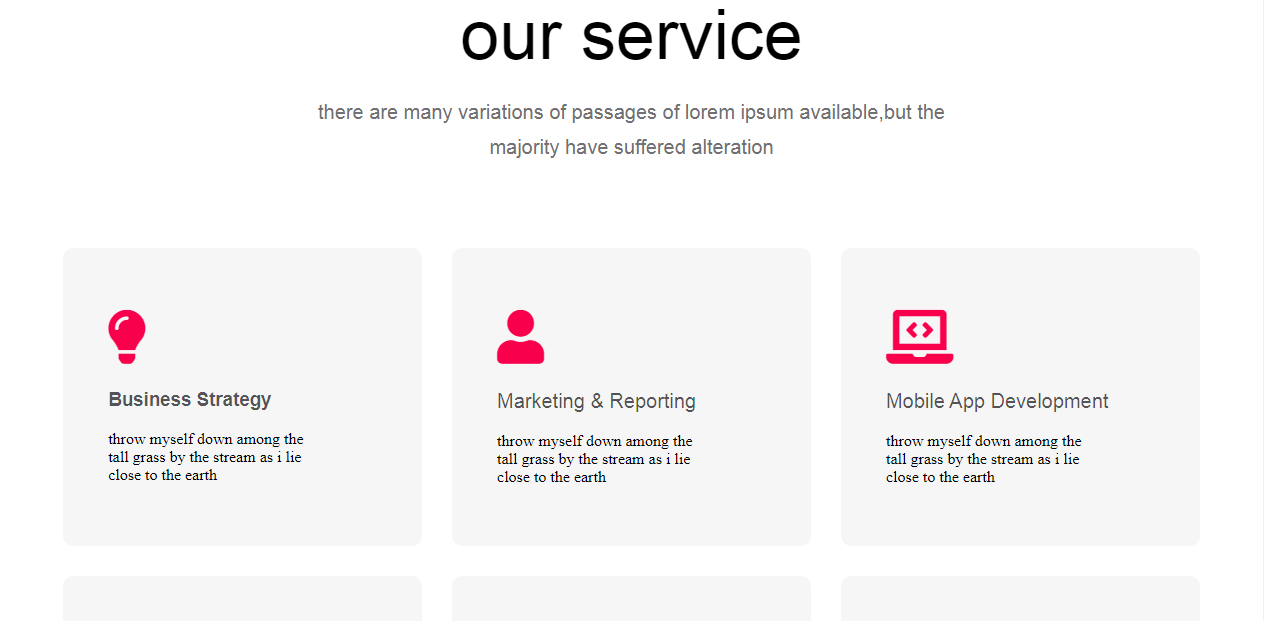 our service
there are many variations of passages of lorem ipsum available,but the
majority have suffered alteration
Business Strategy
throw myself down among the
tall grass by the stream as i lie
close to the earth
Marketing & Reporting
throw myself down among the
tall grass by the stream as i lie
close to the earth
Mobile App Development
throw myself down among the
tall grass by the stream as i lie
close to the earth